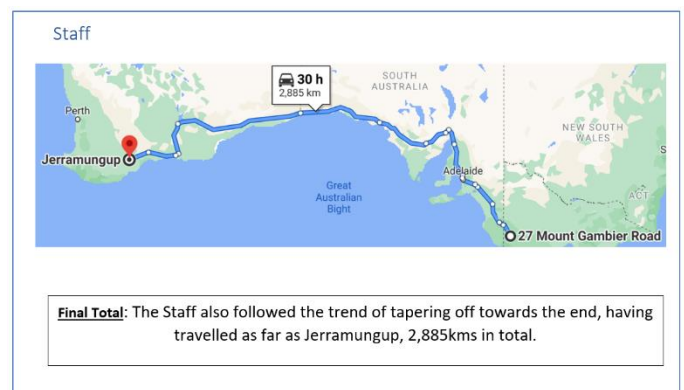 Staff
30 h
2,885 km
SOUTH
AUSTRALIA
Perth
NEW SOUTH
WALES
Jerramungup
Adelaide
Great
Australian
Bight
ACT
27 Mount Gambier Road
Final Total: The Staff also followed the trend of tapering off towards the end, having
travelled as far as Jerramungup, 2,885kms in total.